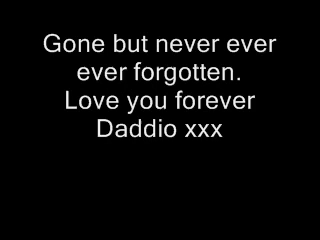 Gone but never ever
ever forgotten.
Love you forever
Daddio xxx